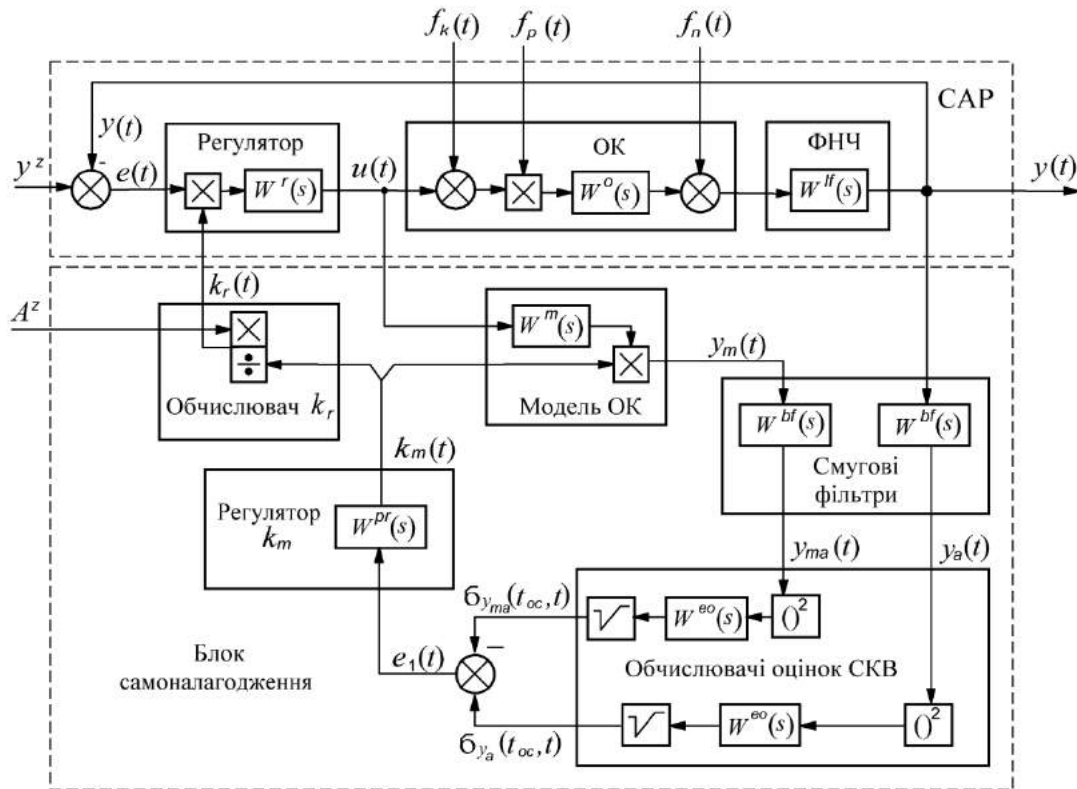 f_k(t)
f_p(t)
f_n(t)
САР
y(t)
-
y^z
e(t)
Регулятор
×
W^r(s)
u(t)
ОК
×
W^o(s)
ФНЧ
W^lf(s)
y(t)
k_r(t)
A^z
×
÷
Обчислювач k_r
W^m(s)
×
Модель ОК
y_m(t)
W^bf(s)
W^bf(s)
Смугові
фільтри
k_m(t)
Регулятор
k_m
W^pr(s)
y_ma(t)
y_a(t)
б_y_ma(t_oc,t)
W^eo(s)
()^2
–
e_1(t)
Обчислювачі оцінок СКВ
Блок
самоналагодження
б_y_a(t_oc,t)
W^eo(s)
()^2